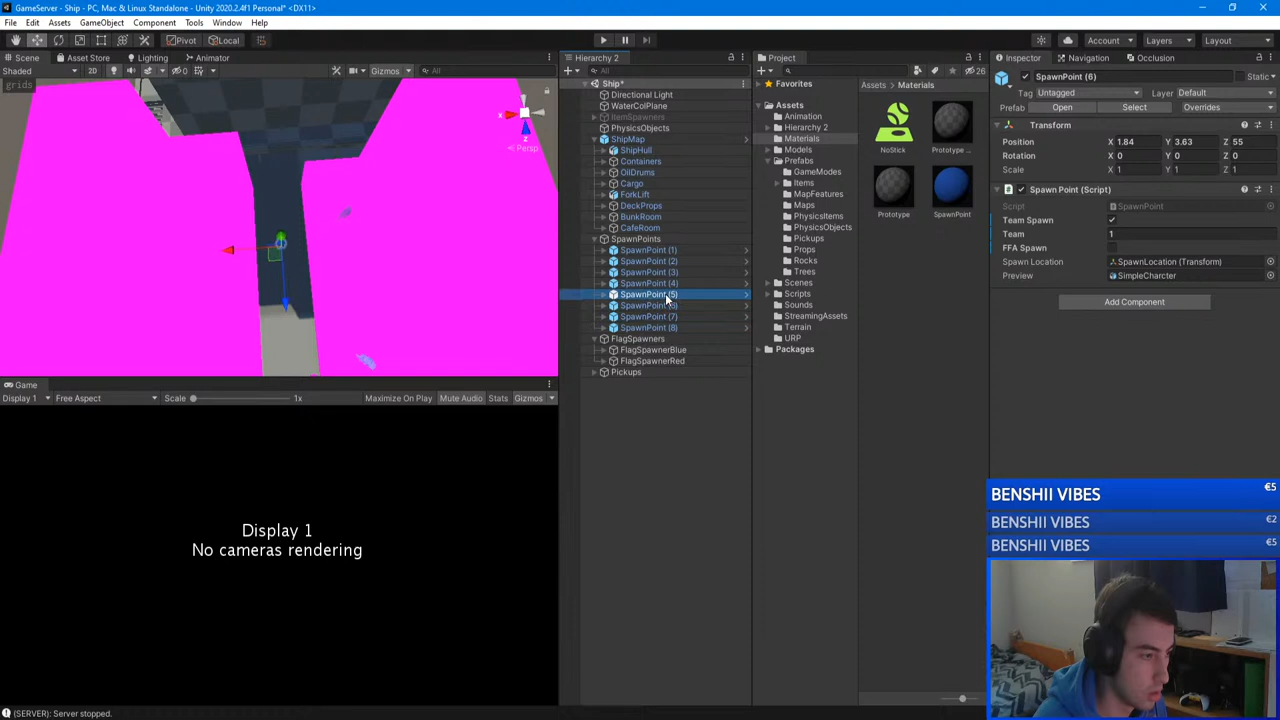 GameServer - Ship - PC, Mac & Linux Standalone - Unity 2020.2.4f1 Personal* <DX11>
File Edit Assets GameObject Component Tools Window Help
Pivot Local Account Layers Layout
Scene Asset Store Lighting Animator
Shaded 2D 0 Gizmos All
grids
x
z
Persp
Game
Display 1 Free Aspect Scale 1x Maximize On Play Mute Audio Stats Gizmos
Display 1
No cameras rendering
(SERVER): Server stopped.
Hierarchy 2
All
Ship*
Directional Light
WaterColPlane
ItemSpawners
PhysicsObjects
ShipMap
ShipHull
Containers
OilDrums
Cargo
ForkLift
DeckProps
BunkRoom
CafeRoom
SpawnPoints
SpawnPoint (1)
SpawnPoint (2)
SpawnPoint (3)
SpawnPoint (4)
SpawnPoint (5)
SpawnPoint (6)
SpawnPoint (7)
SpawnPoint (8)
FlagSpawners
FlagSpawnerBlue
FlagSpawnerRed
Pickups
Project
26
Favorites
Assets
Animation
Hierarchy 2
Materials
Models
Prefabs
GameModes
Items
MapFeatures
Maps
PhysicsItems
PhysicsObjects
Pickups
Props
Rocks
Trees
Scenes
Scripts
Sounds
StreamingAssets
Terrain
URP
Packages
Assets > Materials
NoStick Prototype ...
Prototype SpawnPoint
Inspector Navigation Occlusion
SpawnPoint (6) Static
Tag Untagged Layer Default
Prefab Open Select Overrides
Transform
Position X 1.84 Y 3.63 Z 55
Rotation X 0 Y 0 Z 0
Scale X 1 Y 1 Z 1
Spawn Point (Script)
Script SpawnPoint
Team Spawn
Team 1
FFA Spawn
Spawn Location SpawnLocation (Transform)
Preview SimpleCharcter
Add Component
BENSHII VIBES €5
BENSHII VIBES €2
BENSHII VIBES €5